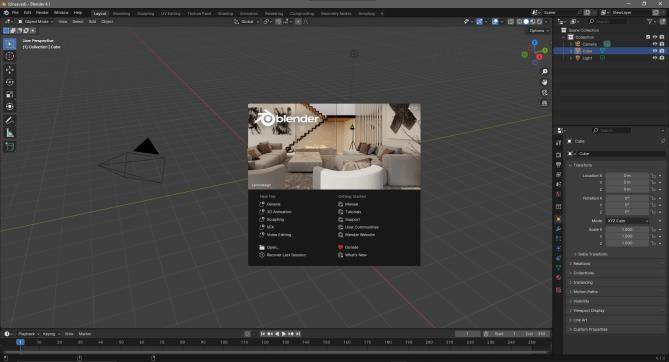 (Unsaved) - Blender 4.1
File Edit Render Window Help Layout Modeling Sculpting UV Editing Texture Paint Shading Animation Rendering Compositing Geometry Nodes Scripting + Scene ViewLayer
Object Mode View Select Add Object Global Search
Options
User Perspective
(1) Collection | Cube
Scene Collection
Collection
Camera
Cube
Light
blender
New File
General
2D Animation
Sculpting
VFX
Video Editing
Open...
Recover Last Session
Getting Started
Manual
Tutorials
Support
User Communities
Blender Website
Donate
What's New
Search
Cube
Cube
Transform
Location X 0 m
Y 0 m
Z 0 m
Rotation X 0°
Y 0°
Z 0°
Mode XYZ Euler
Scale X 1.000
Y 1.000
Z 1.000
Delta Transform
Relations
Collections
Instancing
Motion Paths
Visibility
Viewport Display
Line Art
Custom Properties
Playback Keying View Marker 1 Start 1 End 250
1 10 20 30 40 50 60 70 80 90 100 110 120 130 140 150 160 170 180 190 200 210 220 230 240 250